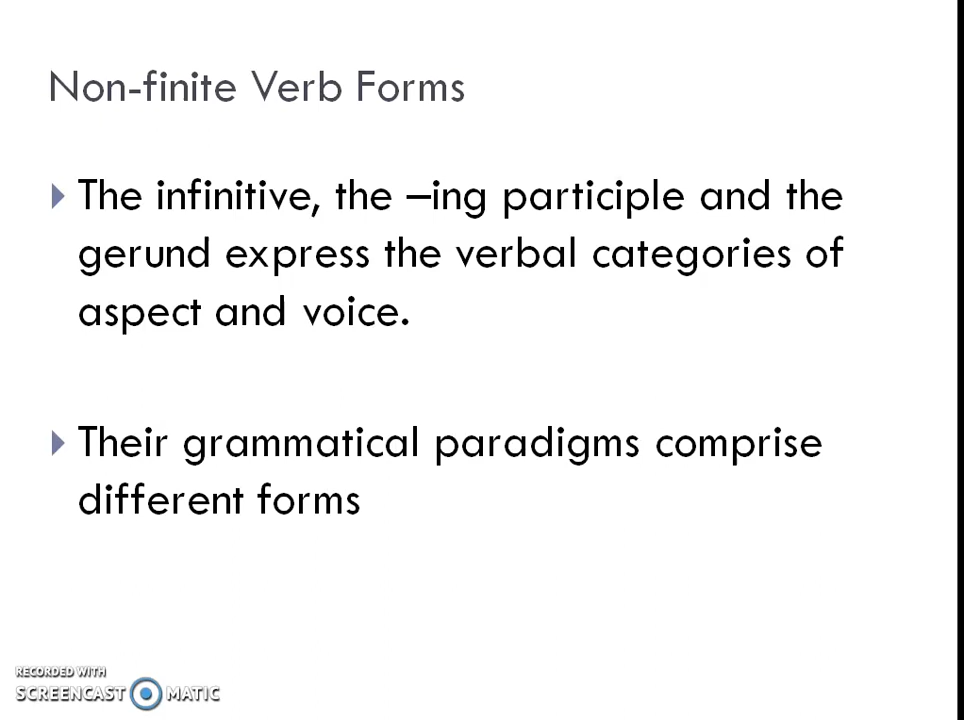 Non-finite Verb Forms
The infinitive, the –ing participle and the
gerund express the verbal categories of
aspect and voice.
Their grammatical paradigms comprise
different forms
RECORDED WITH
SCREENCAST MATIC